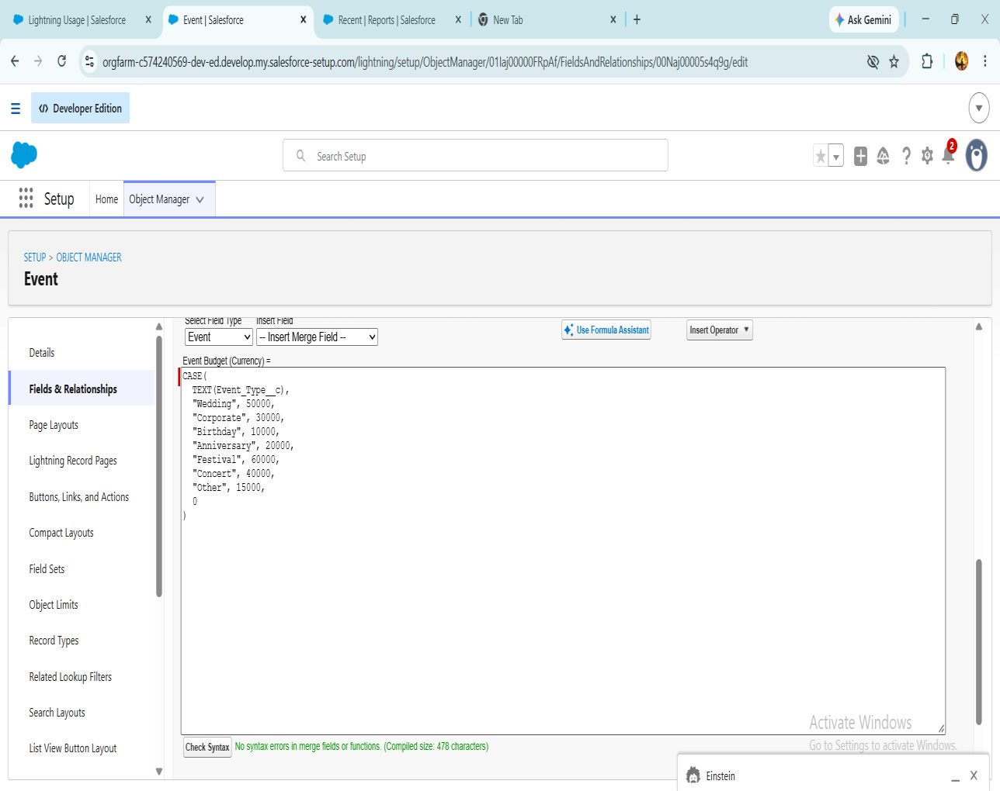 Lightning Usage | Salesforce
Event | Salesforce
Recent | Reports | Salesforce
New Tab
Ask Gemini
orgfarm-c574240569-dev-ed.develop.my.salesforce-setup.com/lightning/setup/ObjectManager/01Iaj00000FRpAf/FieldsAndRelationships/00Naj00005s4q9g/edit
Developer Edition
Search Setup
2
Setup
Home
Object Manager
SETUP > OBJECT MANAGER
Event
Details
Fields & Relationships
Page Layouts
Lightning Record Pages
Buttons, Links, and Actions
Compact Layouts
Field Sets
Object Limits
Record Types
Related Lookup Filters
Search Layouts
List View Button Layout
Select Field Type Insert Field
Event -- Insert Merge Field --
Use Formula Assistant
Insert Operator
Event Budget (Currency) =
CASE(
TEXT(Event_Type__c),
"Wedding", 50000,
"Corporate", 30000,
"Birthday", 10000,
"Anniversary", 20000,
"Festival", 60000,
"Concert", 40000,
"Other", 15000,
0
)
Check Syntax No syntax errors in merge fields or functions. (Compiled size: 478 characters)
Activate Windows
Go to Settings to activate Windows.
Einstein